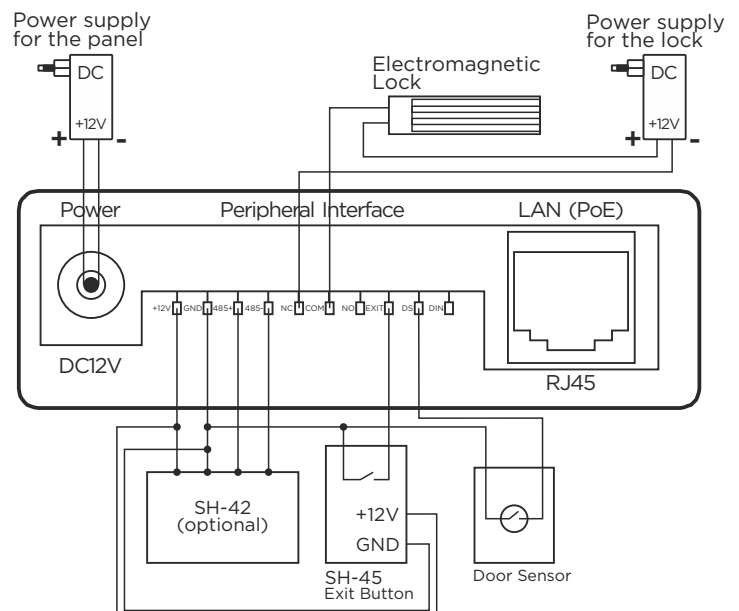 Power supply
for the panel
DC
+12V
+
-
Electromagnetic
Lock
Power supply
for the lock
DC
+12V
+
-
Power
Peripheral Interface
LAN (PoE)
+12V GND 485+ 485- NC COM NO EXIT DS DIN
DC12V
RJ45
SH-42
(optional)
+12V
GND
SH-45
Exit Button
Door Sensor